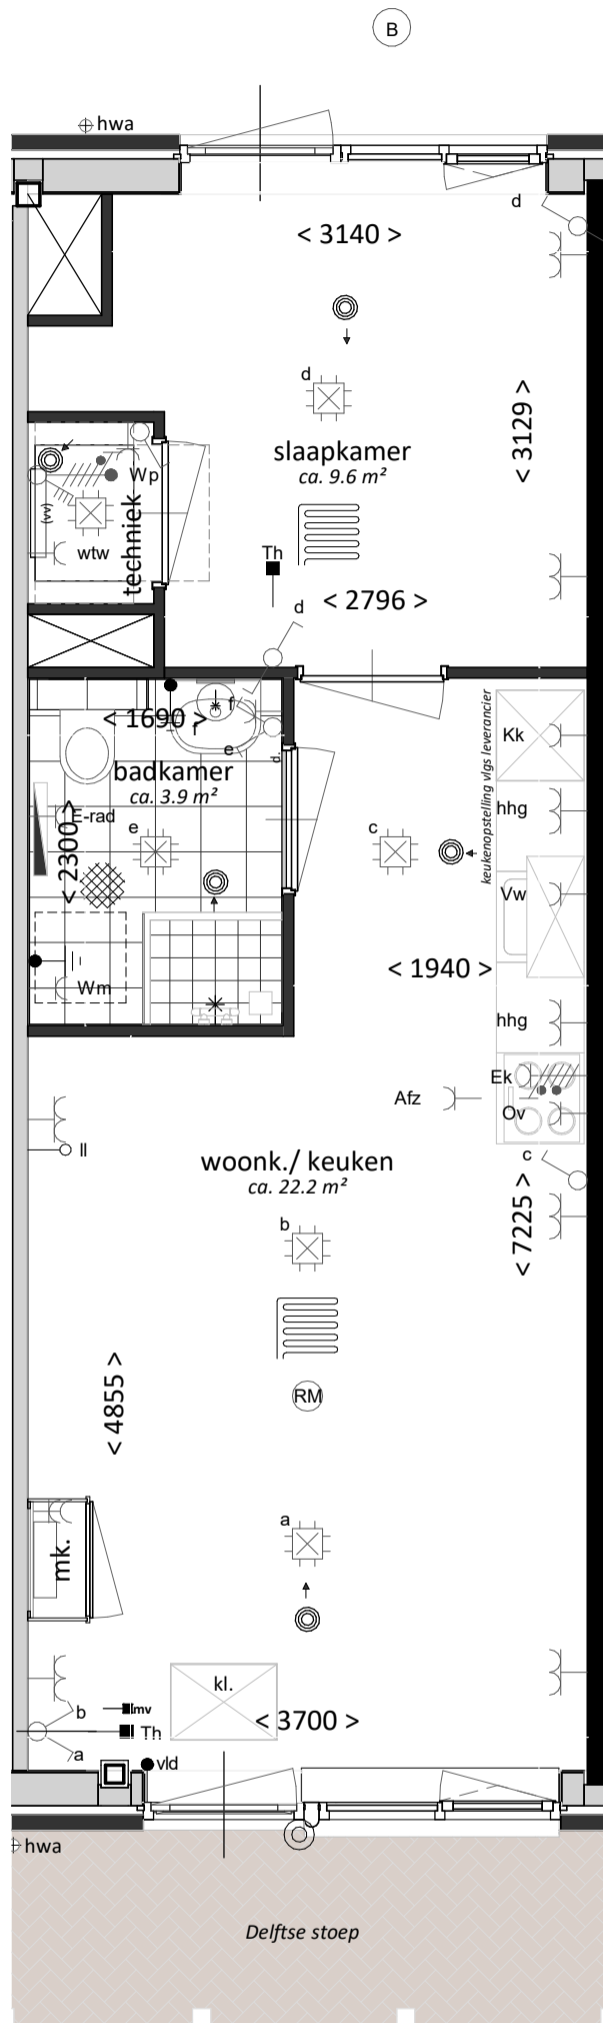 B
hwa
d
< 3140 >
d
< 3129 >
slaapkamer
ca. 9.6 m²
Wp
(vv)
wtw
techniek
Th
< 2796 >
d
f
< 1690 >
f
e
d.
badkamer
ca. 3.9 m²
keukenopstelling vlgs leverancier
Kk
hhg
E-rad
< 2300 >
e
c
Vw
< 1940 >
Wm
hhg
Ek
Afz
Ov
ll
c
woonk./ keuken
ca. 22.2 m²
< 7225 >
b
RM
< 4855 >
a
mk.
kl.
b
mv
Th
< 3700 >
a
vld
hwa
Delftse stoep